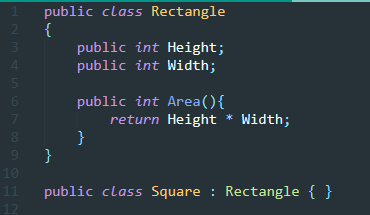 1 public class Rectangle
2 {
3     public int Height;
4     public int Width;
5
6     public int Area(){
7         return Height * Width;
8     }
9 }
10
11 public class Square : Rectangle { }
12